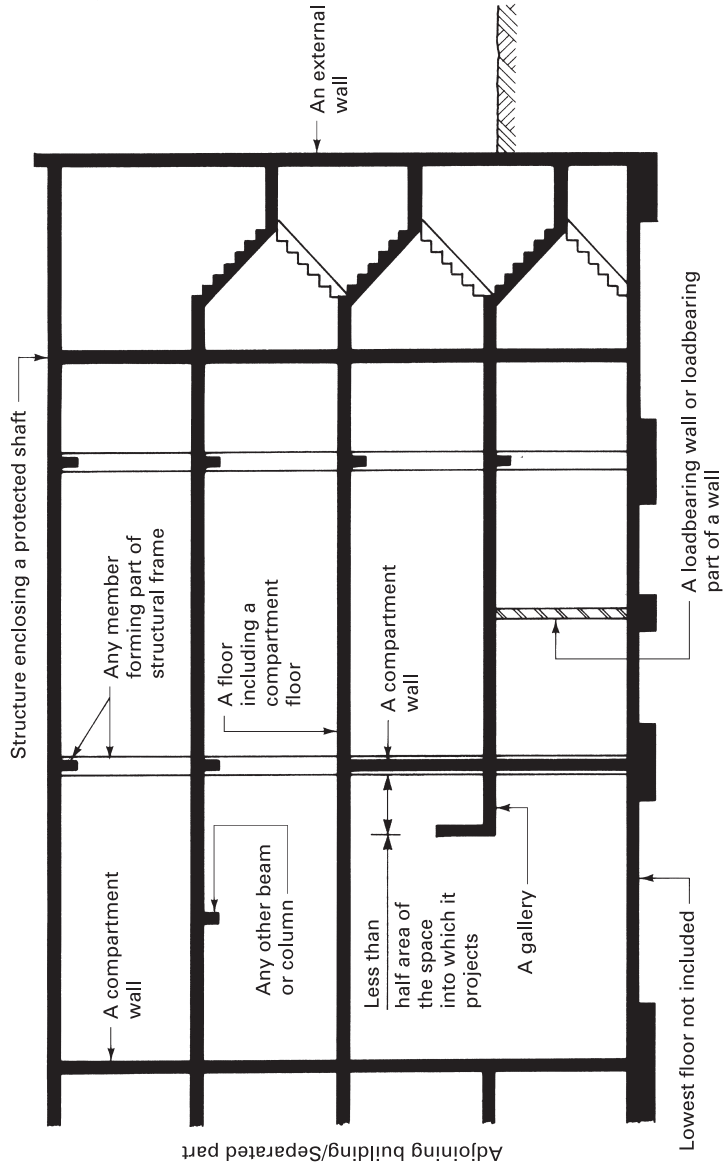 Structure enclosing a protected shaft
An external
wall
Any member
forming part of
structural frame
A compartment
wall
Any other beam
or column
A floor
including a
compartment
floor
A compartment
wall
Less than
half area of
the space
into which it
projects
A gallery
A loadbearing wall or loadbearing
part of a wall
Lowest floor not included
Adjoining building/Separated part